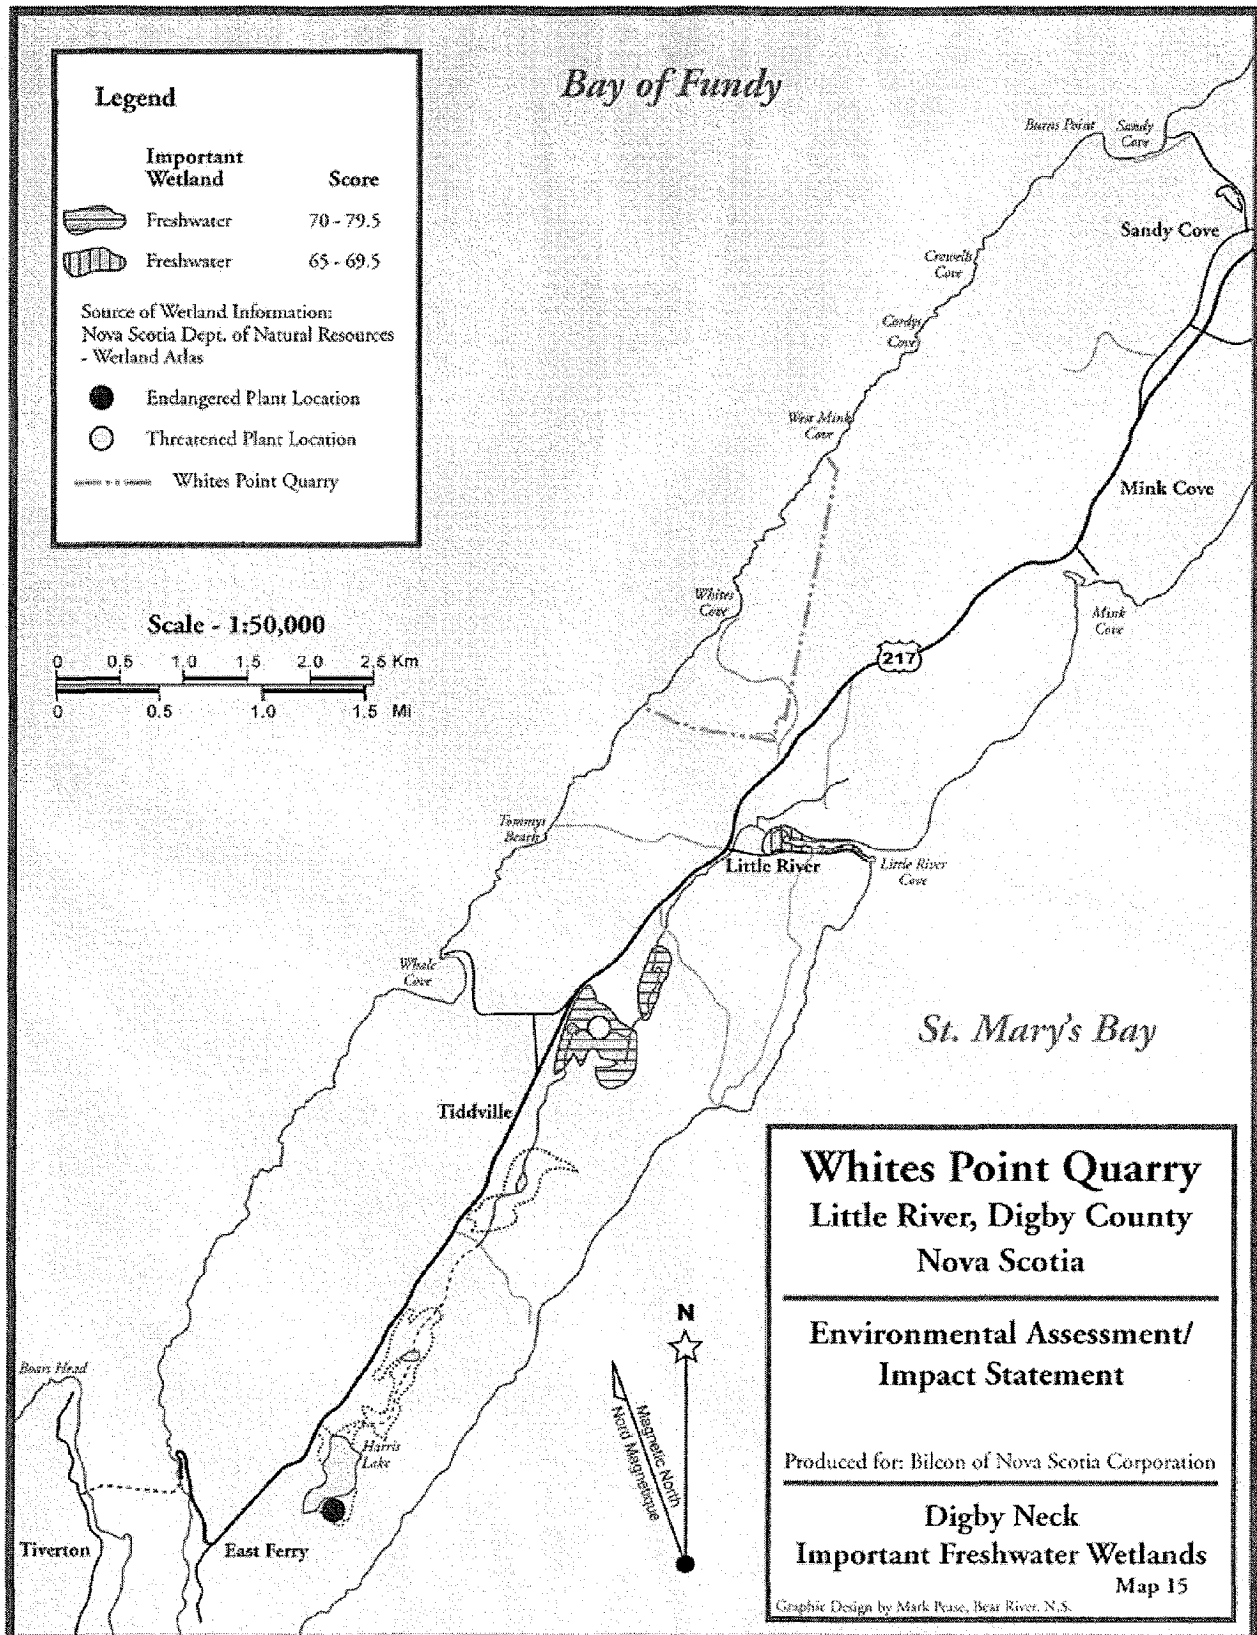 Bay of Fundy
Legend
Important
Wetland Score
Freshwater 70 - 79.5
Freshwater 65 - 69.5
Source of Wetland Information:
Nova Scotia Dept. of Natural Resources
- Wetland Atlas
Endangered Plant Location
Threatened Plant Location
Whites Point Quarry
Burns Point
Sandy
Cove
Sandy Cove
Crowells
Cove
Cordys
Cove
West Mink
Cove
Mink Cove
Whites
Cove
Mink
Cove
Scale - 1:50,000
0 0.5 1.0 1.5 2.0 2.5 Km
0 0.5 1.0 1.5 Mi
217
Tommys
Beach
Little River
Little River
Cove
Whale
Cove
St. Mary's Bay
Tiddville
Whites Point Quarry
Little River, Digby County
Nova Scotia
Environmental Assessment/
Impact Statement
Produced for: Bilcon of Nova Scotia Corporation
Digby Neck
Important Freshwater Wetlands
Map 15
Graphic Design by Mark Pease, Bear River, N.S.
N
Magnetic North
Nord Magnetique
Boars Head
Harris
Lake
Tiverton
East Ferry